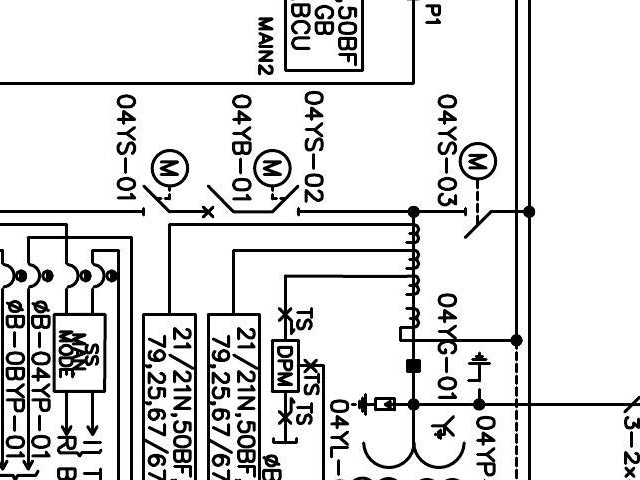 P1
,50BF
GB
BCU
MAIN2
04YS-03
M
04YS-02
M
04YB-01
M
04YS-01
04YG-01
TS
TS
TS
DPM
21/21N,50BF
79,25,67/67
21/21N,50BF
79,25,67/67
SS
MAN
MODE
ØB-04YP-01
ØB-0BYP-01
04YP
04YL-
3-2x
ØB